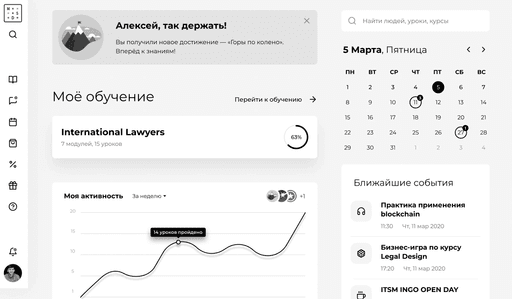 Алексей, так держать!
Вы получили новое достижение — «Горы по колено».
Вперёд к знаниям!
Моё обучение
Перейти к обучению
International Lawyers
7 модулей, 15 уроков
63%
Моя активность
За неделю
+1
14 уроков пройдено
20
15
10
5
1
Найти людей, уроки, курсы
5 Марта, Пятница
ПН ВТ СР ЧТ ПТ СБ ВС
1 2 3 4 5 6 7
8 9 10 11 12 13 14
15 16 17 18 19 20 21
22 23 24 25 26 27 28
29 30 31 1 2 3 4
Ближайшие события
Практика применения
blockchain
11:30 Чт, 11 мар 2020
Бизнес-игра по курсу
Legal Design
17:20 Чт, 11 мар 2020
ITSM INGO OPEN DAY